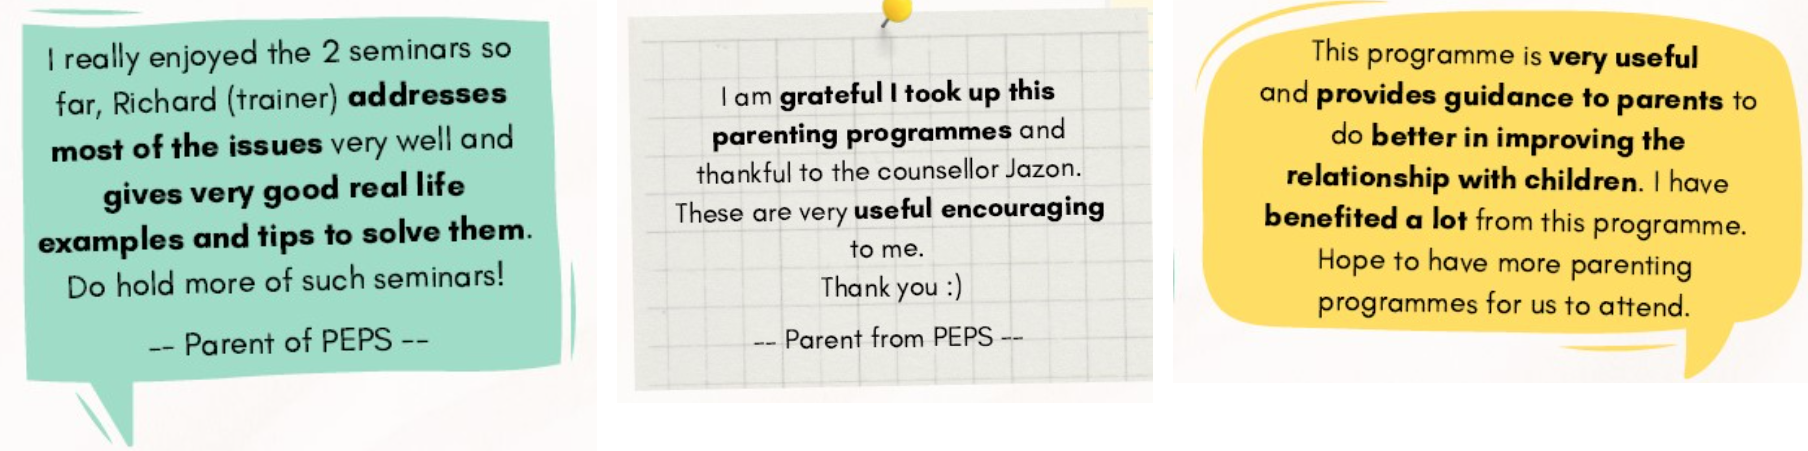 I really enjoyed the 2 seminars so
far, Richard (trainer) addresses
most of the issues very well and
gives very good real life
examples and tips to solve them.
Do hold more of such seminars!
-- Parent of PEPS --
I am grateful I took up this
parenting programmes and
thankful to the counsellor Jazon.
These are very useful encouraging
to me.
Thank you :)
-- Parent from PEPS --
This programme is very useful
and provides guidance to parents to
do better in improving the
relationship with children. I have
benefited a lot from this programme.
Hope to have more parenting
programmes for us to attend.